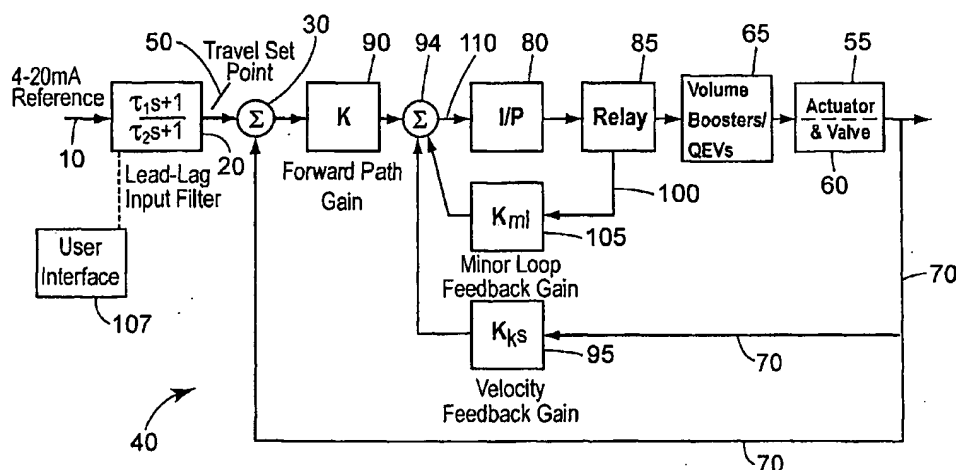 50
Travel Set
Point
30
90
94
110
80
85
65
55
4-20mA
Reference
10
τ1s+1
τ2s+1
20
Lead-Lag
Input Filter
Σ
K
Forward Path
Gain
Σ
I/P
Relay
Volume
Boosters/
QEVs
Actuator
& Valve
60
100
Kml
105
Minor Loop
Feedback Gain
User
Interface
107
70
Kks
95
70
Velocity
Feedback Gain
40
70